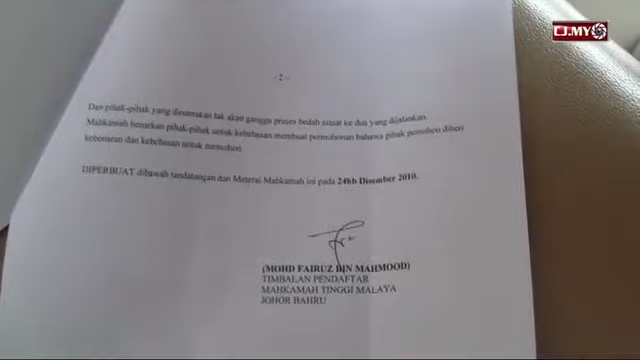 CJ.MY
- 2 -
Dan pihak-pihak yang dinamakan tak akan ganggu proses bedah siasat ke dua yang dijalankan
Mahkamah benarkan pihak-pihak untuk kebebasan membuat permohonan bahawa pihak pemohon diberi
kebenaran dan kebebasan untuk memohon.
DIPERBUAT dibawah tandatangan dan Meterai Mahkamah ini pada 24hb Disember 2010.
(MOHD FAIRUZ BIN MAHMOOD)
TIMBALAN PENDAFTAR
MAHKAMAH TINGGI MALAYA
JOHOR BAHRU